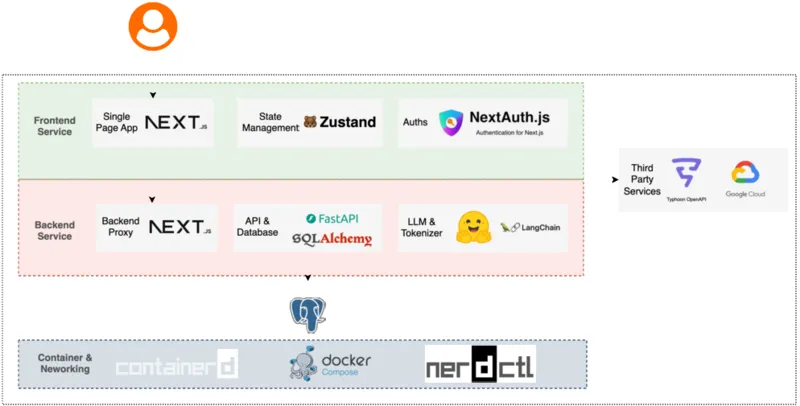 Frontend
Service
Single
Page App
NEXT.JS
State
Management
Zustand
Auths
NextAuth.js
Authentication for Next.js
Third
Party
Services
Typhoon OpenAPI
Google Cloud
Backend
Service
Backend
Proxy
NEXT.JS
API &
Database
FastAPI
SQLAlchemy
LLM &
Tokenizer
LangChain
Container &
Neworking
containerd
docker
Compose
nerdctl